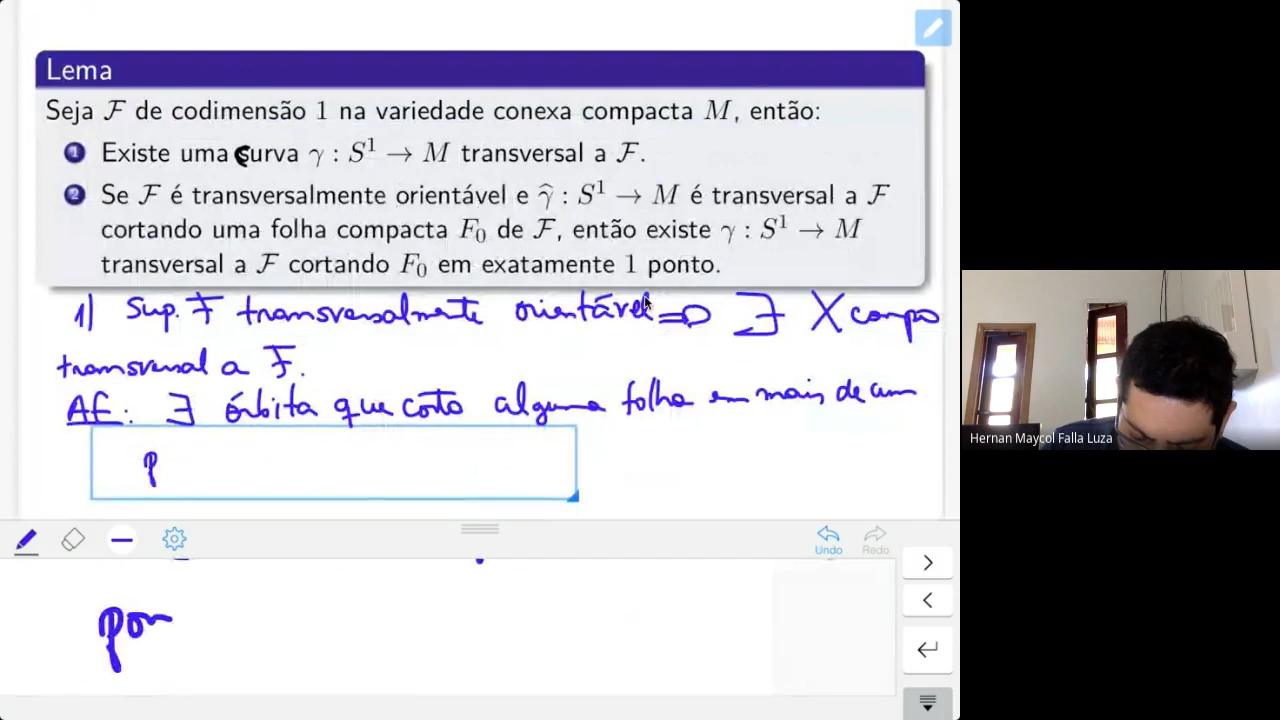 Lema
Seja ℱ de codimensão 1 na variedade conexa compacta M, então:
1 Existe uma curva γ : S¹ → M transversal a ℱ.
2 Se ℱ é transversalmente orientável e γ̂ : S¹ → M é transversal a ℱ
cortando uma folha compacta F₀ de ℱ, então existe γ : S¹ → M
transversal a ℱ cortando F₀ em exatamente 1 ponto.
1) Sup. ℱ transversalmente orientável ⇒ ∃ X campo
transversal a ℱ.
Af: ∃ órbita que corta alguma folha em mais de um
p
Undo
Redo
pon
Hernan Maycol Falla Luza